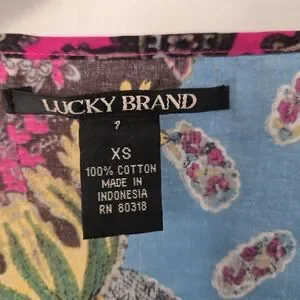 LUCKY BRAND
XS
100% COTTON
MADE IN
INDONESIA
RN 80318